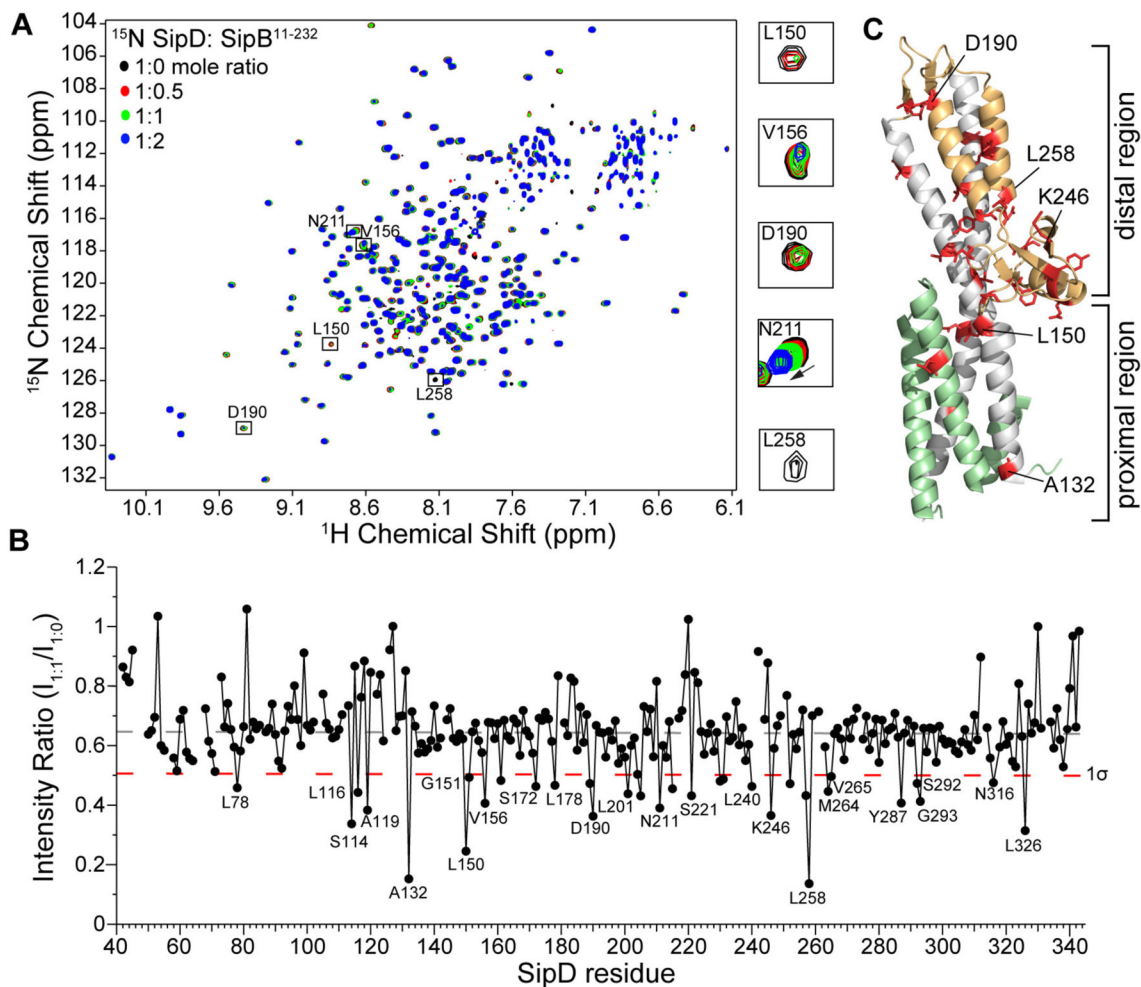 A
¹⁵N SipD: SipB¹¹⁻²³²
1:0 mole ratio
1:0.5
1:1
1:2
N211
V156
L150
L258
D190
104
106
108
110
112
114
116
118
120
122
124
126
128
130
132
¹⁵N Chemical Shift (ppm)
10.1 9.6 9.1 8.6 8.1 7.6 7.1 6.6 6.1
¹H Chemical Shift (ppm)
L150
V156
D190
N211
L258
C
D190
L258
K246
L150
A132
distal region
proximal region
B
Intensity Ratio (I₁:₁/I₁:₀)
1.2
1
0.8
0.6
0.4
0.2
0
1σ
L78
L116
S114
A119
A132
G151
L150
V156
S172
S161
L178
D190
L201
N211
S221
L240
K246
L258
M264
V265
Y287
S292
G293
N316
L326
40 60 80 100 120 140 160 180 200 220 240 260 280 300 320 340
SipD residue